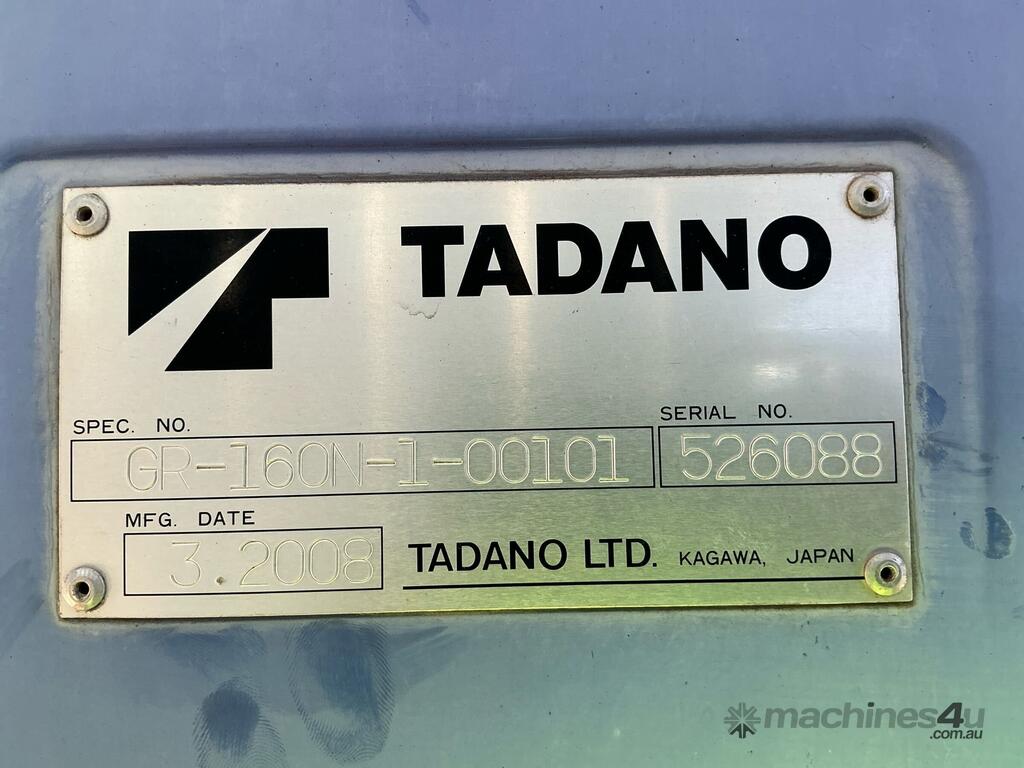 TADANO
SPEC. NO.
GR-160N-1-00101
SERIAL NO.
526088
MFG. DATE
3.2008
TADANO LTD. KAGAWA, JAPAN
machines4u
.com.au